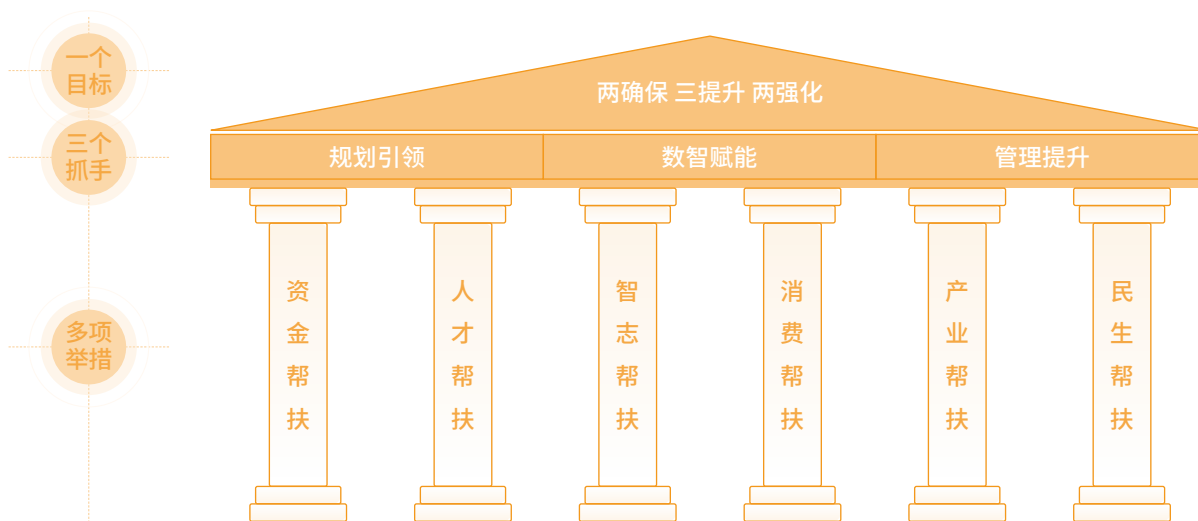 一个
目标
两确保 三提升 两强化
三个
抓手
规划引领
数智赋能
管理提升
多项
举措
资金帮扶
人才帮扶
智志帮扶
消费帮扶
产业帮扶
民生帮扶